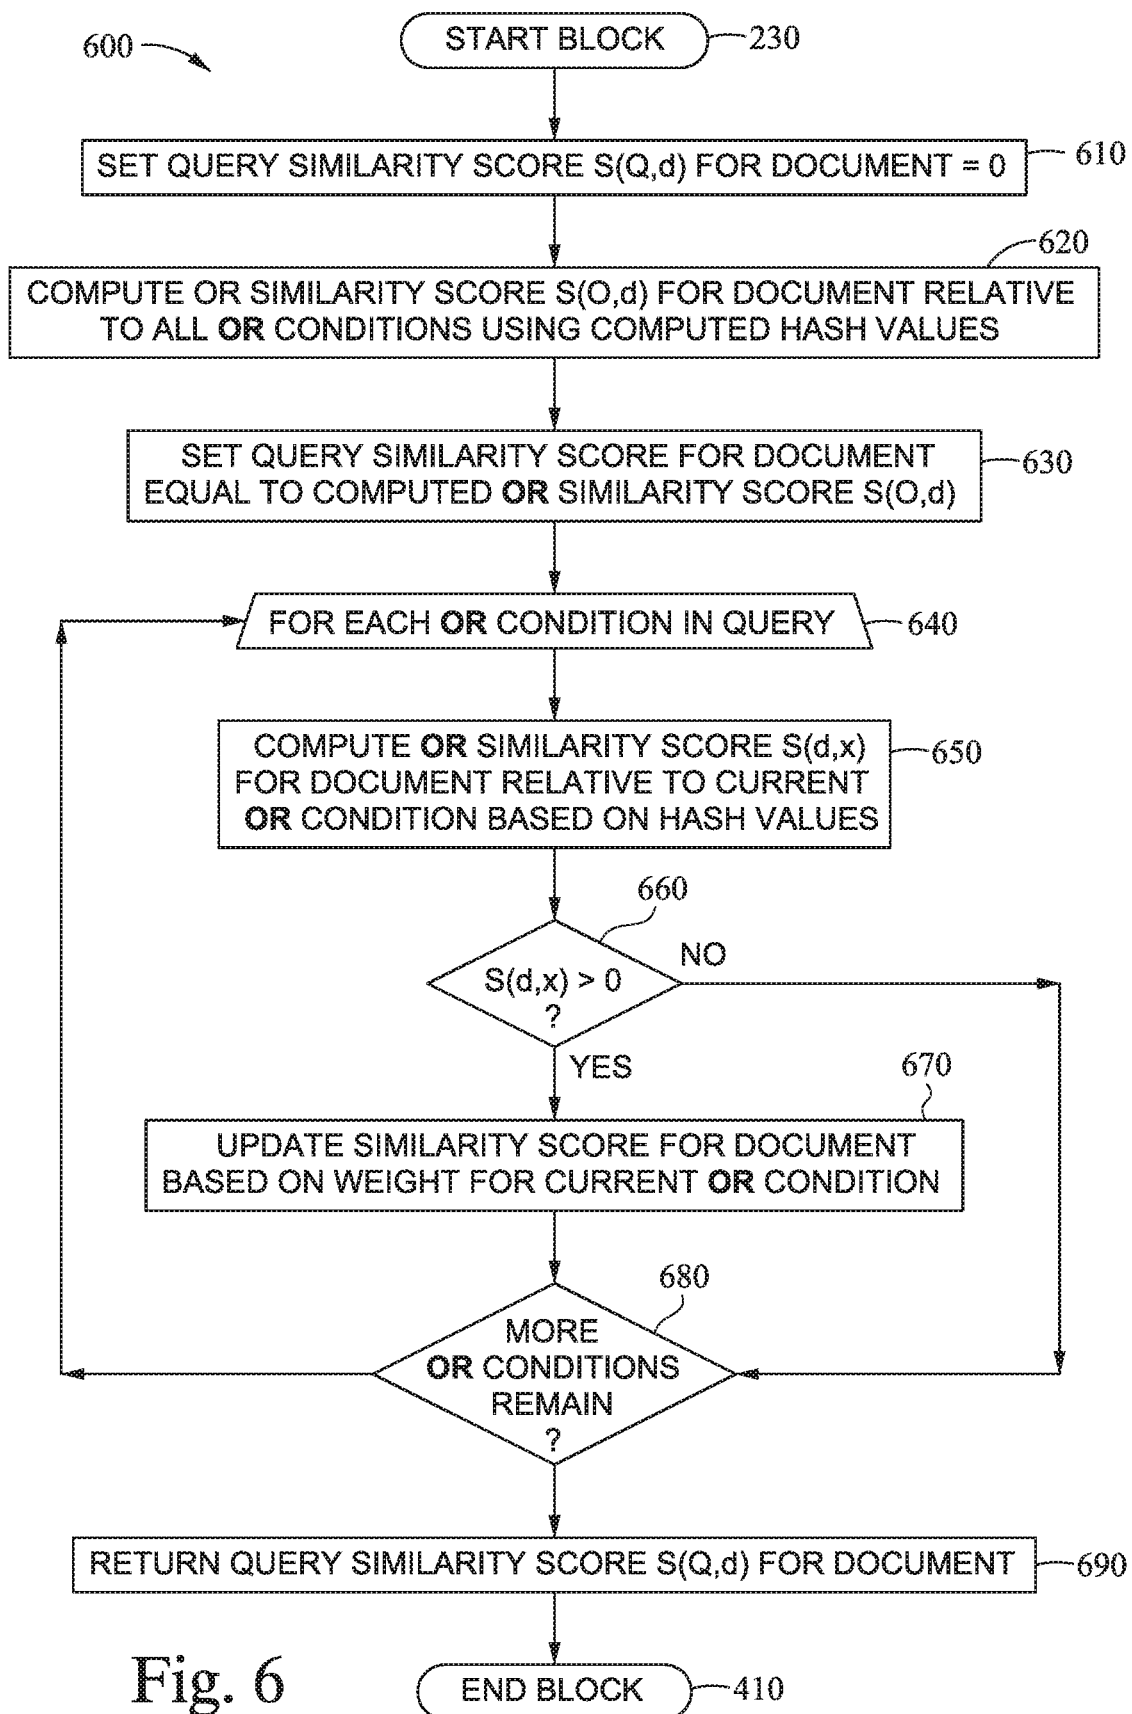 600
START BLOCK
230
SET QUERY SIMILARITY SCORE S(Q,d) FOR DOCUMENT = 0
610
620
COMPUTE OR SIMILARITY SCORE S(O,d) FOR DOCUMENT RELATIVE
TO ALL OR CONDITIONS USING COMPUTED HASH VALUES
SET QUERY SIMILARITY SCORE FOR DOCUMENT
EQUAL TO COMPUTED OR SIMILARITY SCORE S(O,d)
630
FOR EACH OR CONDITION IN QUERY
640
COMPUTE OR SIMILARITY SCORE S(d,x)
FOR DOCUMENT RELATIVE TO CURRENT
OR CONDITION BASED ON HASH VALUES
650
660
S(d,x) > 0
?
NO
YES
670
UPDATE SIMILARITY SCORE FOR DOCUMENT
BASED ON WEIGHT FOR CURRENT OR CONDITION
680
MORE
OR CONDITIONS
REMAIN
?
RETURN QUERY SIMILARITY SCORE S(Q,d) FOR DOCUMENT
690
END BLOCK
410
Fig. 6